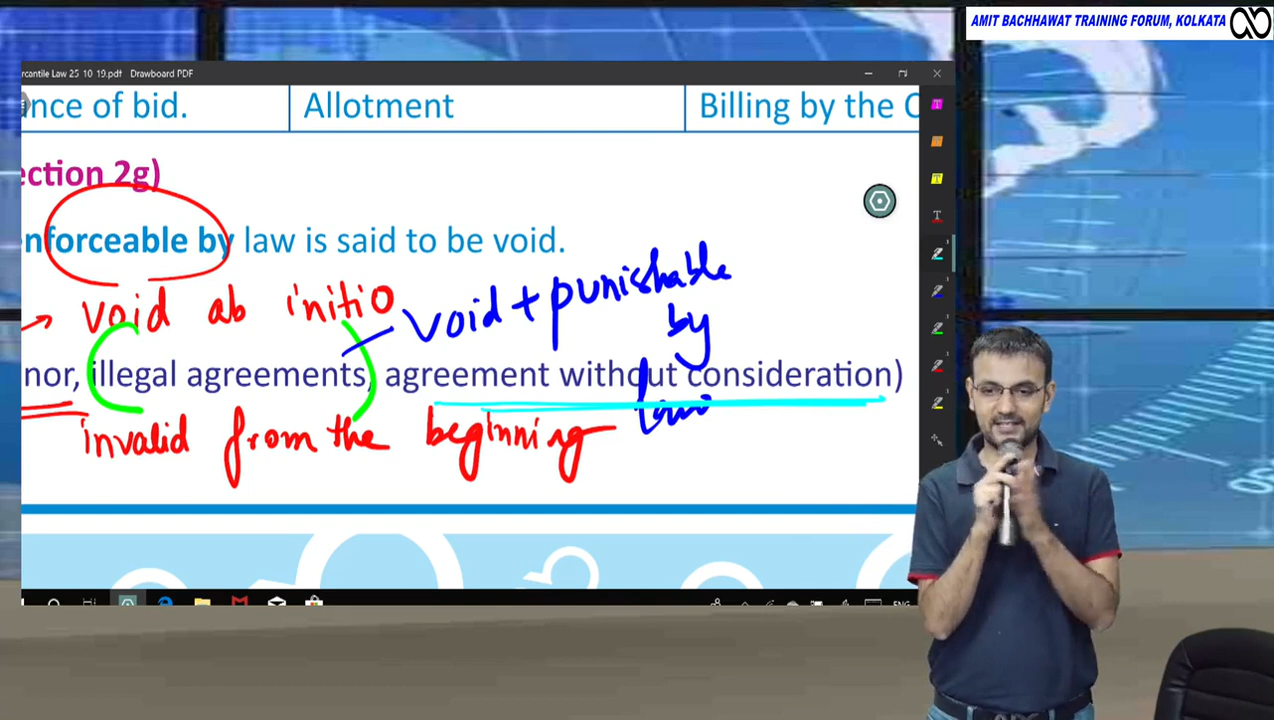 AMIT BACHHAWAT TRAINING FORUM, KOLKATA
rcantile Law 25 10 19.pdf Drawboard PDF
nce of bid.
Allotment
Billing by the C
ection 2g)
nforceable by law is said to be void.
void ab initio
void + punishable
by
law
nor, illegal agreements, agreement without consideration)
invalid from the beginning
ENG